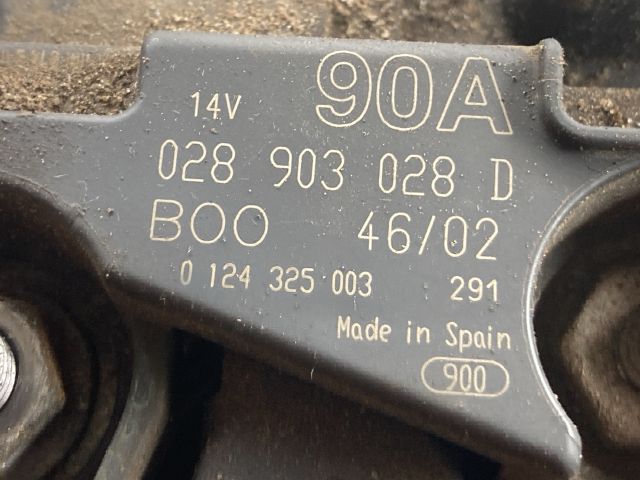 14V 90A
028 903 028 D
BOO 46/02
0 124 325 003 291
Made in Spain
900